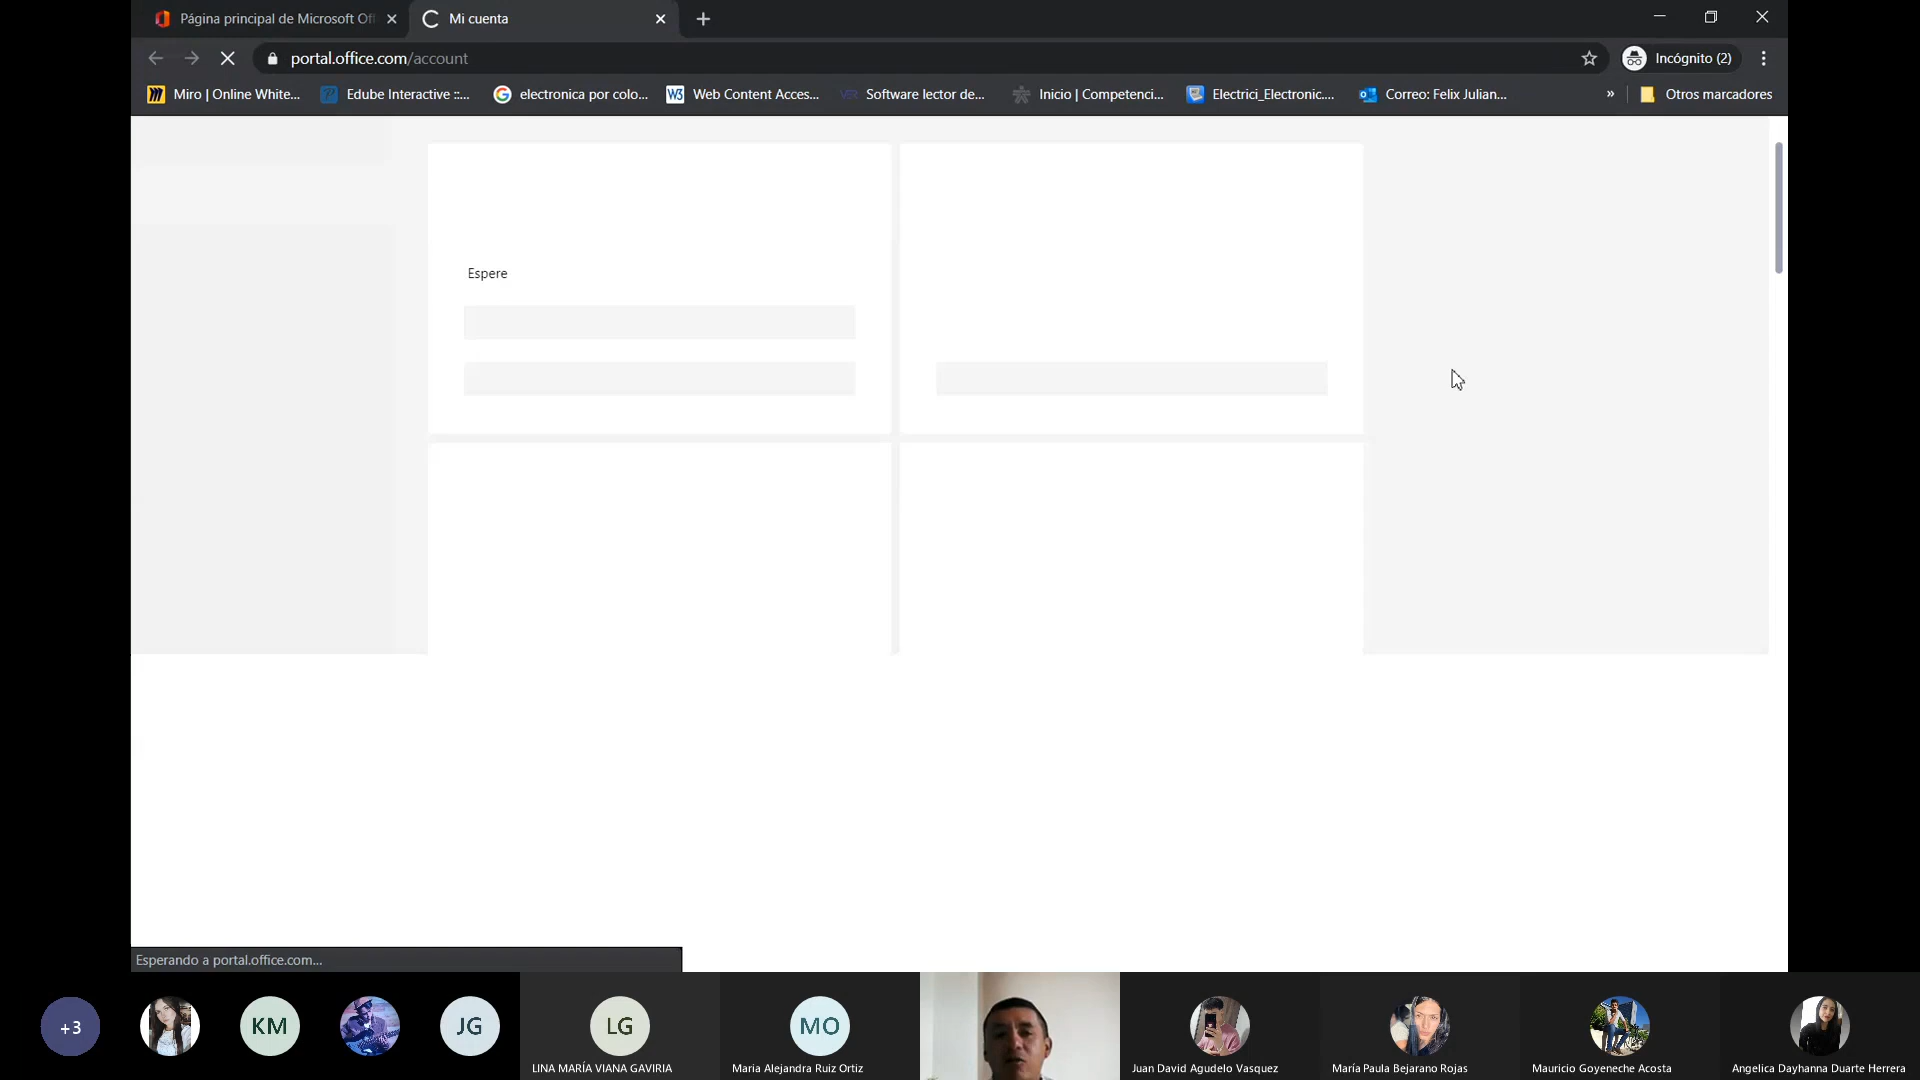 Página principal de Microsoft Of
Mi cuenta
portal.office.com/account
Incógnito (2)
Miro | Online White...
Edube Interactive ::...
electronica por colo...
Web Content Acces...
Software lector de...
Inicio | Competenci...
Electrici_Electronic....
Correo: Felix Julian...
»
Otros marcadores
Espere
Esperando a portal.office.com...
+3
KM
JG
LG
MO
LINA MARÍA VIANA GAVIRIA
Maria Alejandra Ruiz Ortiz
Juan David Agudelo Vasquez
María Paula Bejarano Rojas
Mauricio Goyeneche Acosta
Angelica Dayhanna Duarte Herrera